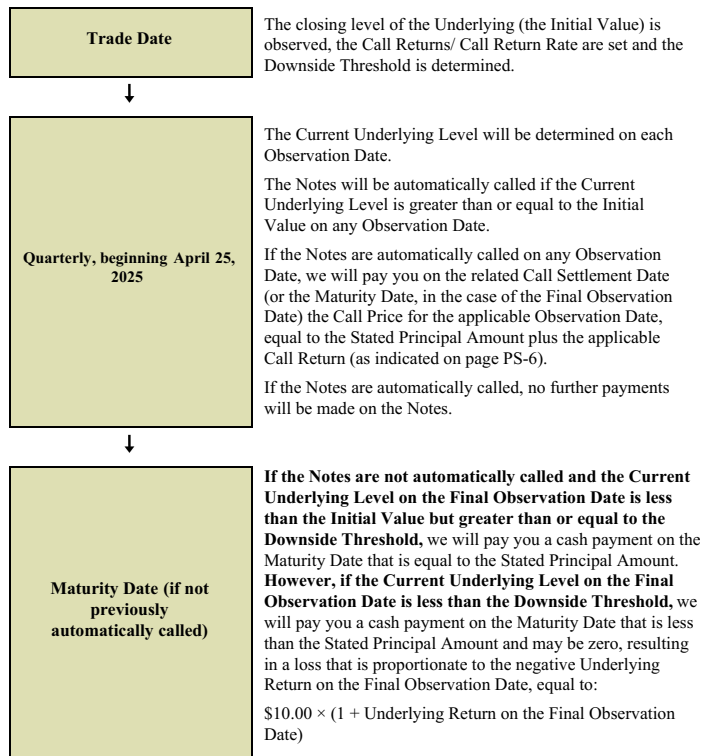 Trade Date
The closing level of the Underlying (the Initial Value) is
observed, the Call Returns/ Call Return Rate are set and the
Downside Threshold is determined.
Quarterly, beginning April 25,
2025
The Current Underlying Level will be determined on each
Observation Date.
The Notes will be automatically called if the Current
Underlying Level is greater than or equal to the Initial
Value on any Observation Date.
If the Notes are automatically called on any Observation
Date, we will pay you on the related Call Settlement Date
(or the Maturity Date, in the case of the Final Observation
Date) the Call Price for the applicable Observation Date,
equal to the Stated Principal Amount plus the applicable
Call Return (as indicated on page PS-6).
If the Notes are automatically called, no further payments
will be made on the Notes.
Maturity Date (if not
previously
automatically called)
If the Notes are not automatically called and the Current
Underlying Level on the Final Observation Date is less
than the Initial Value but greater than or equal to the
Downside Threshold, we will pay you a cash payment on the
Maturity Date that is equal to the Stated Principal Amount.
However, if the Current Underlying Level on the Final
Observation Date is less than the Downside Threshold, we
will pay you a cash payment on the Maturity Date that is less
than the Stated Principal Amount and may be zero, resulting
in a loss that is proportionate to the negative Underlying
Return on the Final Observation Date, equal to:
$10.00 × (1 + Underlying Return on the Final Observation
Date)